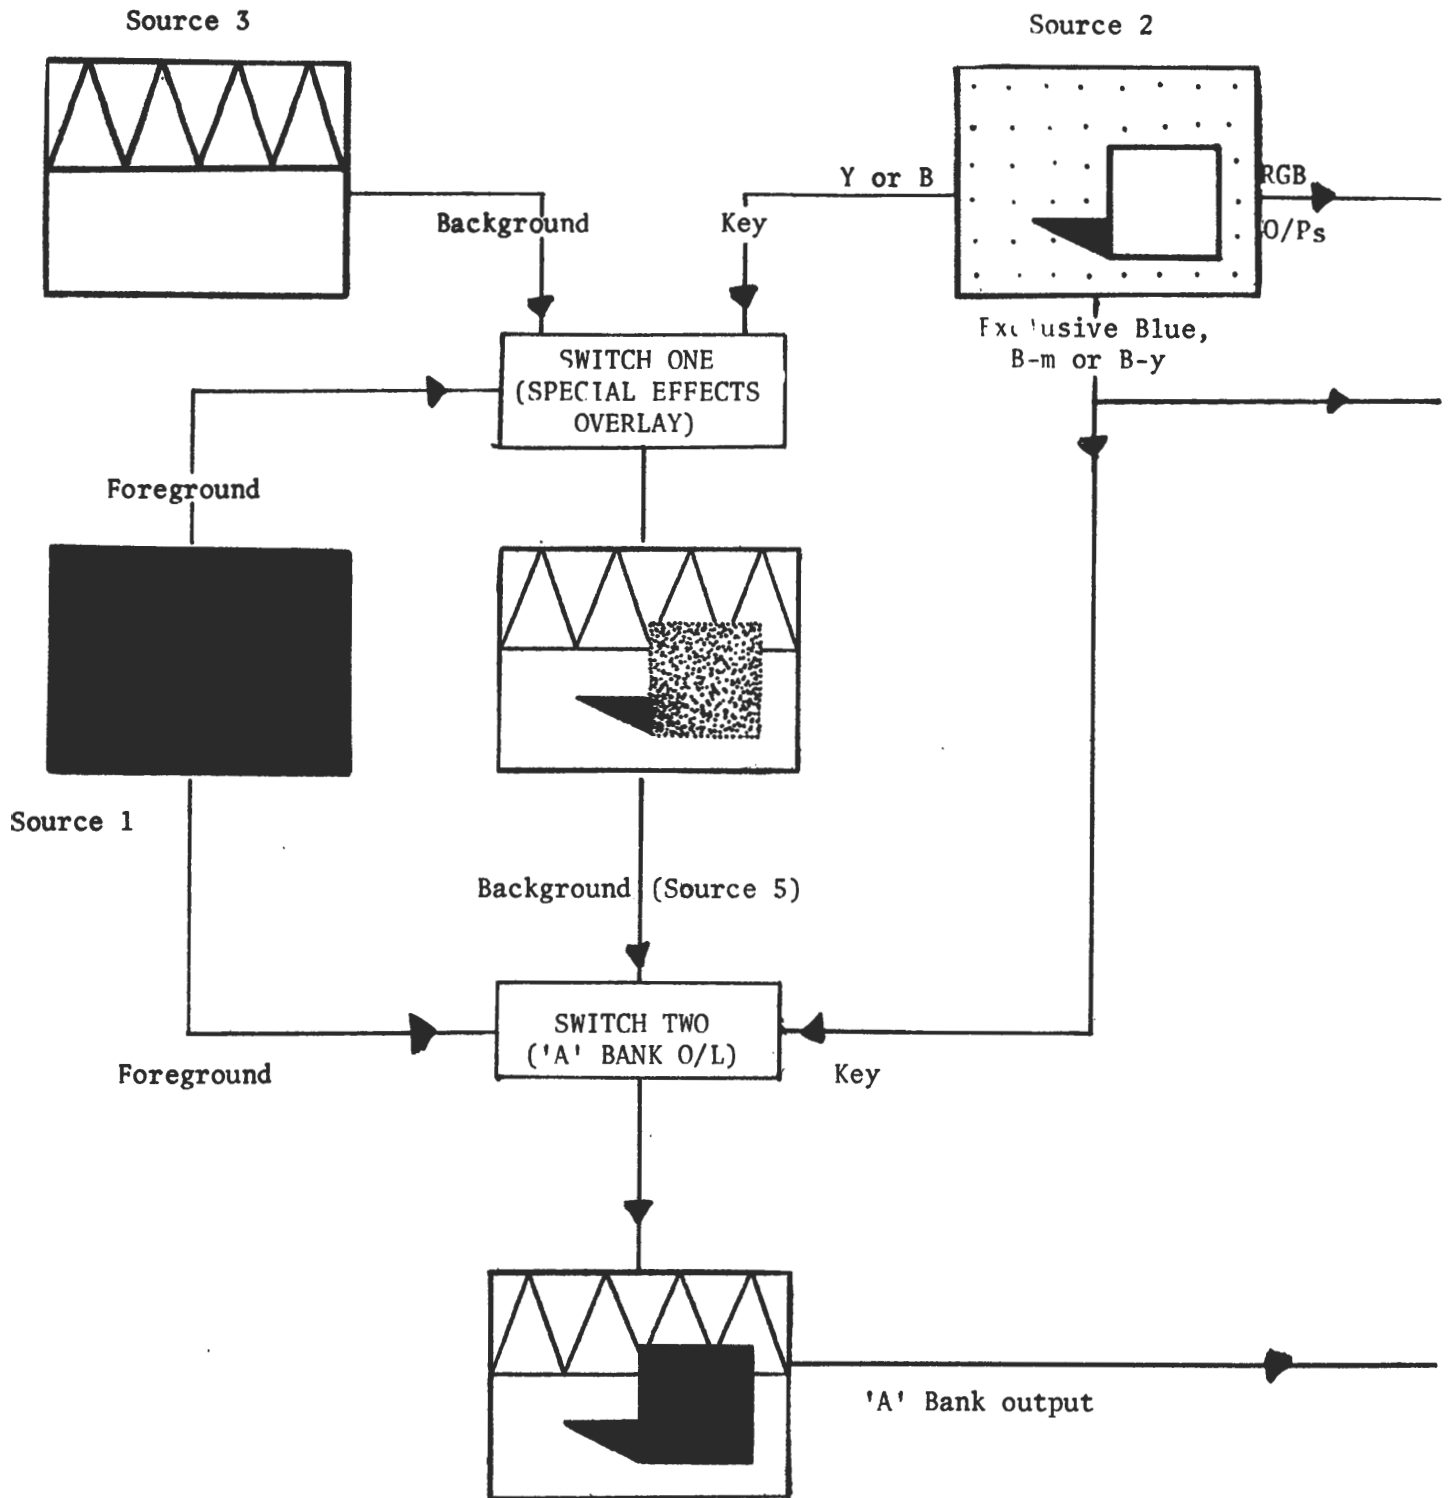 Source 3
Source 2
Y or B
RGB
Background
Key
O/Ps
Exclusive Blue,
B-m or B-y
SWITCH ONE
(SPECIAL EFFECTS
OVERLAY)
Foreground
Source 1
Background (Source 5)
SWITCH TWO
('A' BANK O/L)
Foreground
Key
'A' Bank output